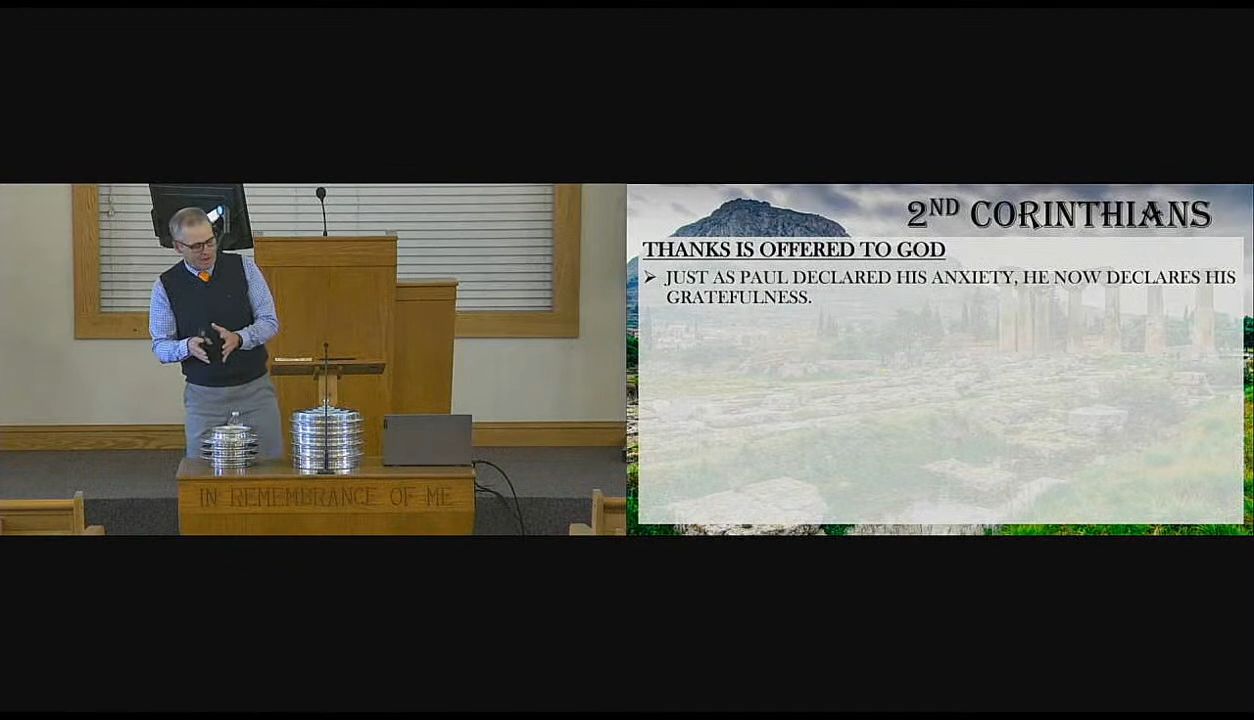 2ND CORINTHIANS
THANKS IS OFFERED TO GOD
➢ JUST AS PAUL DECLARED HIS ANXIETY, HE NOW DECLARES HIS
GRATEFULNESS.
IN REMEMBRANCE OF ME